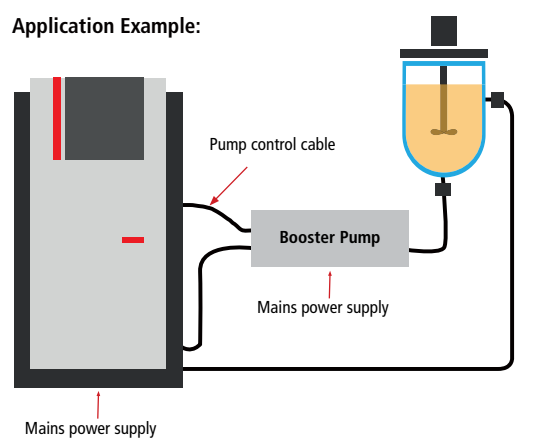 Application Example:
Pump control cable
Booster Pump
Mains power supply
Mains power supply